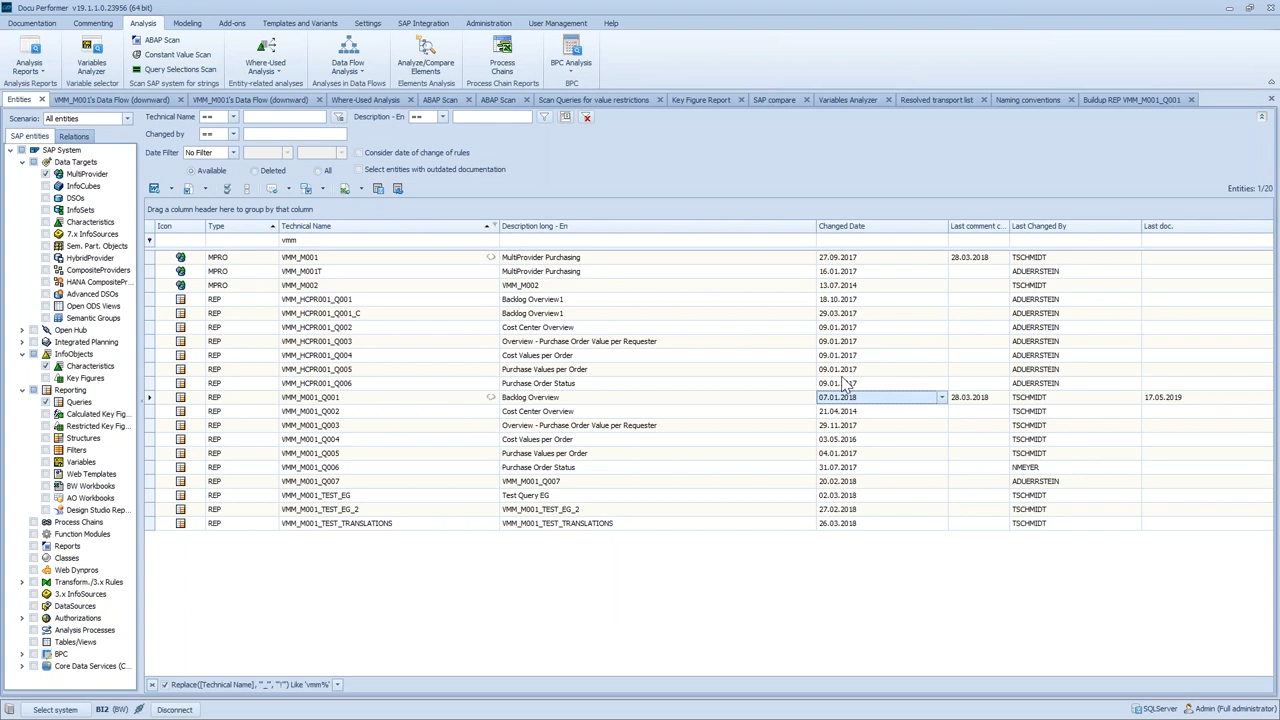 Docu Performer v19.1.1.0.23956 (64 bit)
Documentation Commenting Analysis Modeling Add-ons Templates and Variants Settings SAP Integration Administration User Management Help
Analysis Reports Variables Analyzer ABAP Scan Constant Value Scan Query Selections Scan Where-Used Analysis Data Flow Analysis Analyze/Compare Elements Process Chains BPC Analysis
Analysis Reports Variable selector Scan SAP system for strings Entity-related analyses Analyses in Data Flows Elements Analysis Process Chain Reports BPC
Entities VMM_M001's Data Flow (downward) VMM_M001's Data Flow (downward) Where-Used Analysis ABAP Scan ABAP Scan Scan Queries for value restrictions Key Figure Report SAP compare Variables Analyzer Resolved transport list Naming conventions Buildup REP VMM_M001_Q001
Scenario: All entities
SAP entities Relations
SAP System
Data Targets
MultiProvider
InfoCubes
DSOs
InfoSets
Characteristics
7.x InfoSources
Sem. Part. Objects
HybridProvider
CompositeProviders
HANA CompositePr...
Advanced DSOs
Open ODS Views
Semantic Groups
Open Hub
Integrated Planning
InfoObjects
Characteristics
Key Figures
Reporting
Queries
Calculated Key Fig...
Restricted Key Fig...
Structures
Filters
Variables
Web Templates
BW Workbooks
AO Workbooks
Design Studio Rep...
Process Chains
Function Modules
Reports
Classes
Web Dynpros
Transform./3.x Rules
3.x InfoSources
DataSources
Authorizations
Analysis Processes
Tables/Views
BPC
Core Data Services (C...
Technical Name == Description - En ==
Changed by ==
Date Filter No Filter Consider date of change of rules
Available Deleted All Select entities with outdated documentation
Entities: 1/20
Drag a column header here to group by that column
Icon Type Technical Name Description long - En Changed Date Last comment c... Last Changed By Last doc.
vmm
MPRO VMM_M001 MultiProvider Purchasing 27.09.2017 28.03.2018 TSCHMIDT
MPRO VMM_M001T MultiProvider Purchasing 16.01.2017 ADUERRSTEIN
MPRO VMM_M002 VMM_M002 13.07.2014 TSCHMIDT
REP VMM_HCPR001_Q001 Backlog Overview1 18.10.2017 ADUERRSTEIN
REP VMM_HCPR001_Q001_C Backlog Overview1 29.03.2017 ADUERRSTEIN
REP VMM_HCPR001_Q002 Cost Center Overview 09.01.2017 ADUERRSTEIN
REP VMM_HCPR001_Q003 Overview - Purchase Order Value per Requester 09.01.2017 ADUERRSTEIN
REP VMM_HCPR001_Q004 Cost Values per Order 09.01.2017 ADUERRSTEIN
REP VMM_HCPR001_Q005 Purchase Values per Order 09.01.2017 ADUERRSTEIN
REP VMM_HCPR001_Q006 Purchase Order Status ADUERRSTEIN
REP VMM_M001_Q001 Backlog Overview 07.01.2018 28.03.2018 TSCHMIDT 17.05.2019
REP VMM_M001_Q002 Cost Center Overview 21.04.2014 TSCHMIDT
REP VMM_M001_Q003 Overview - Purchase Order Value per Requester 29.11.2017 TSCHMIDT
REP VMM_M001_Q004 Cost Values per Order 03.05.2016 TSCHMIDT
REP VMM_M001_Q005 Purchase Values per Order 04.01.2017 TSCHMIDT
REP VMM_M001_Q006 Purchase Order Status 31.07.2017 NMEYER
REP VMM_M001_Q007 VMM_M001_Q007 20.02.2018 ADUERRSTEIN
REP VMM_M001_TEST_EG Test Query EG 02.03.2018 TSCHMIDT
REP VMM_M001_TEST_EG_2 VMM_M001_TEST_EG_2 27.02.2018 TSCHMIDT
REP VMM_M001_TEST_TRANSLATIONS VMM_M001_TEST_TRANSLATIONS 26.03.2018 TSCHMIDT
Select system BI2 (BW) Disconnect SQLServer Admin (Full administrator)